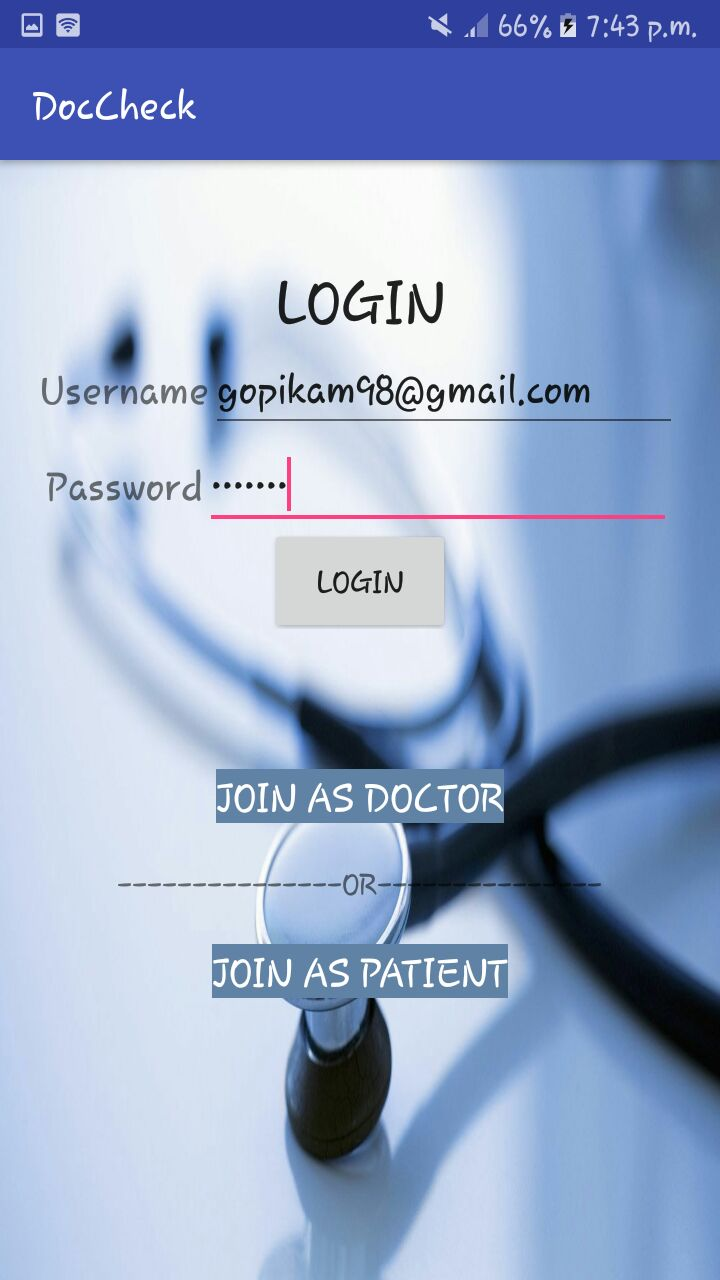 66% 7:43 p.m.
DocCheck
LOGIN
Username gopikam98@gmail.com
Password •••••••
LOGIN
JOIN AS DOCTOR
---------------OR---------------
JOIN AS PATIENT